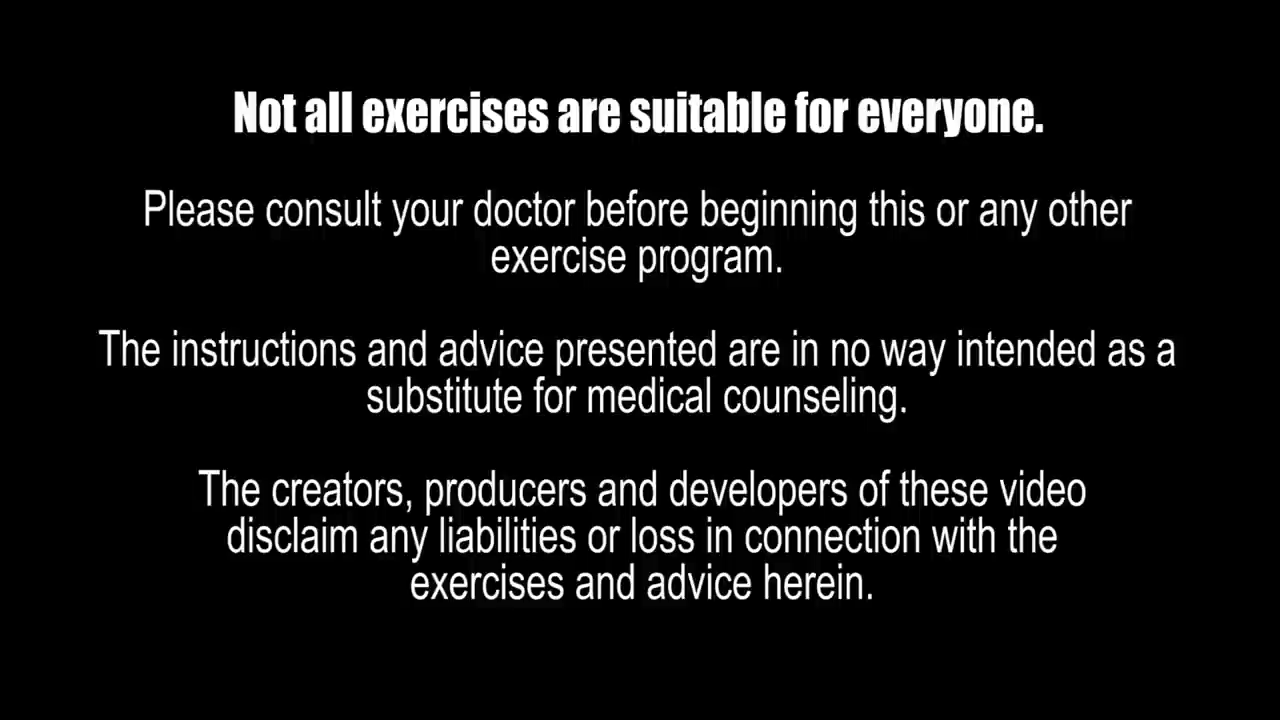 Not all exercises are suitable for everyone.
Please consult your doctor before beginning this or any other
exercise program.
The instructions and advice presented are in no way intended as a
substitute for medical counseling.
The creators, producers and developers of these video
disclaim any liabilities or loss in connection with the
exercises and advice herein.